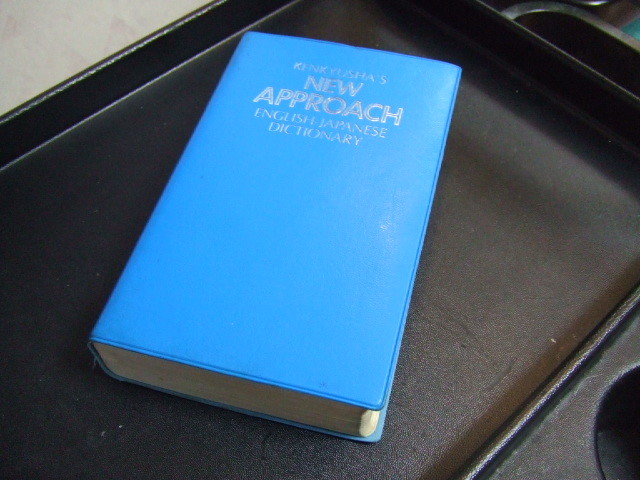 KENKYUSHA'S
NEW
APPROACH
ENGLISH-JAPANESE
DICTIONARY